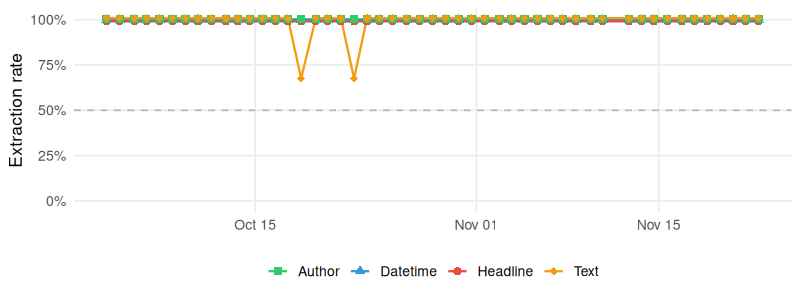 Extraction rate
100%
75%
50%
25%
0%
Oct 15
Nov 01
Nov 15
Author
Datetime
Headline
Text